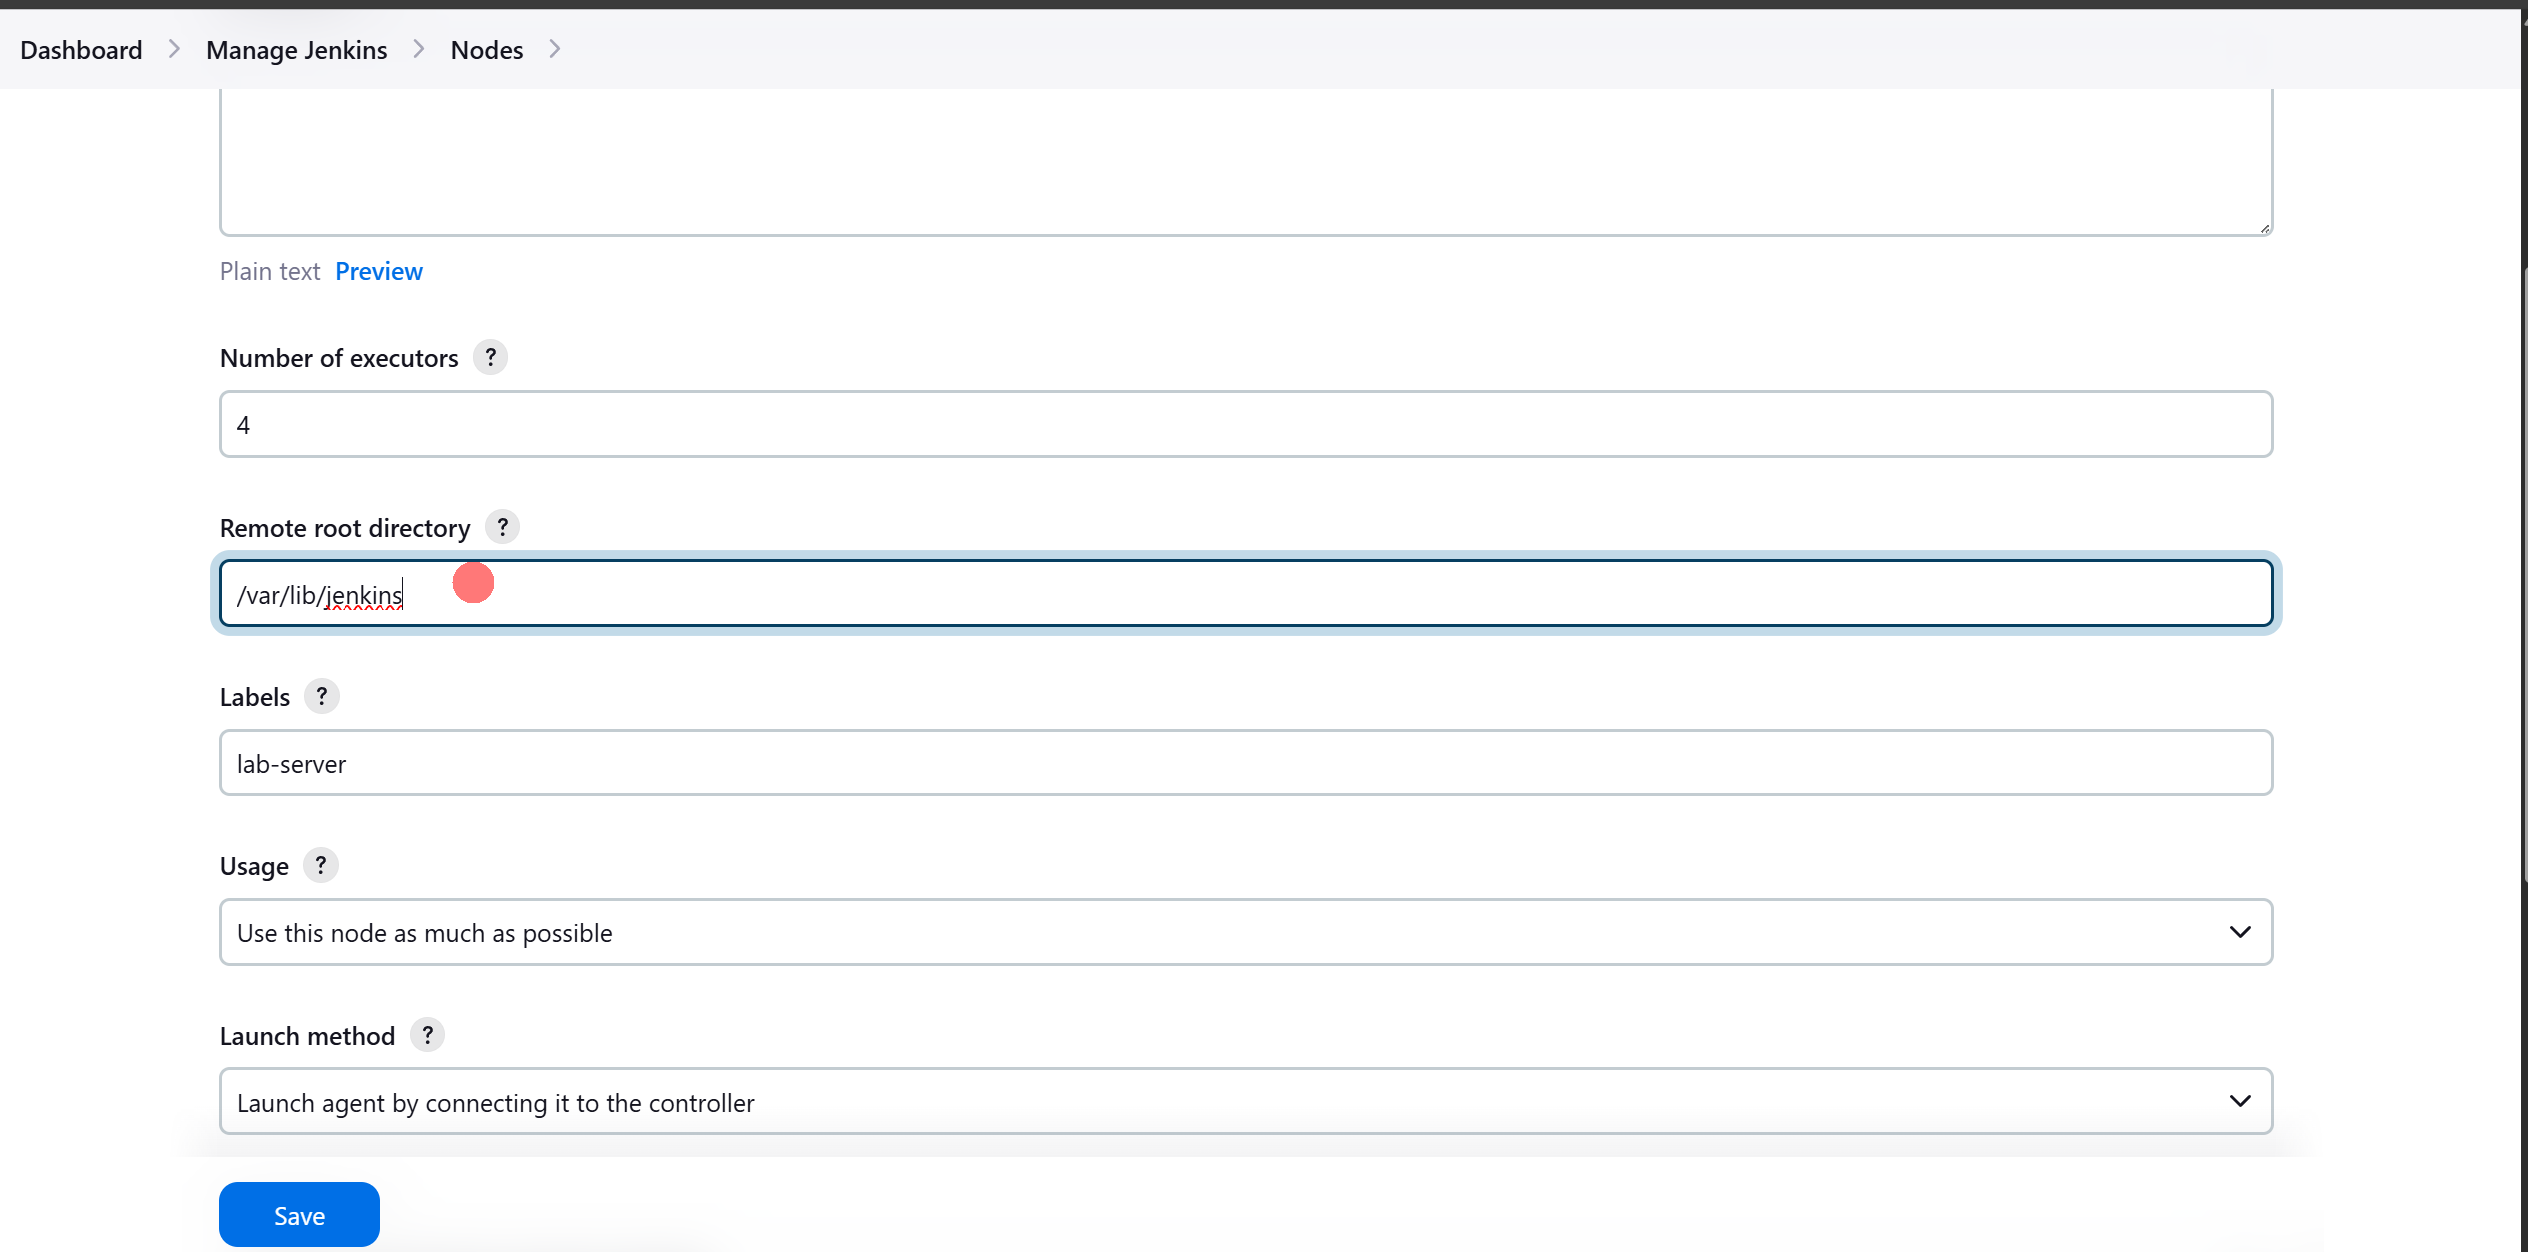 Dashboard > Manage Jenkins > Nodes >
Plain text Preview
Number of executors ?
4
Remote root directory ?
/var/lib/jenkins
Labels ?
lab-server
Usage ?
Use this node as much as possible
Launch method ?
Launch agent by connecting it to the controller
Save